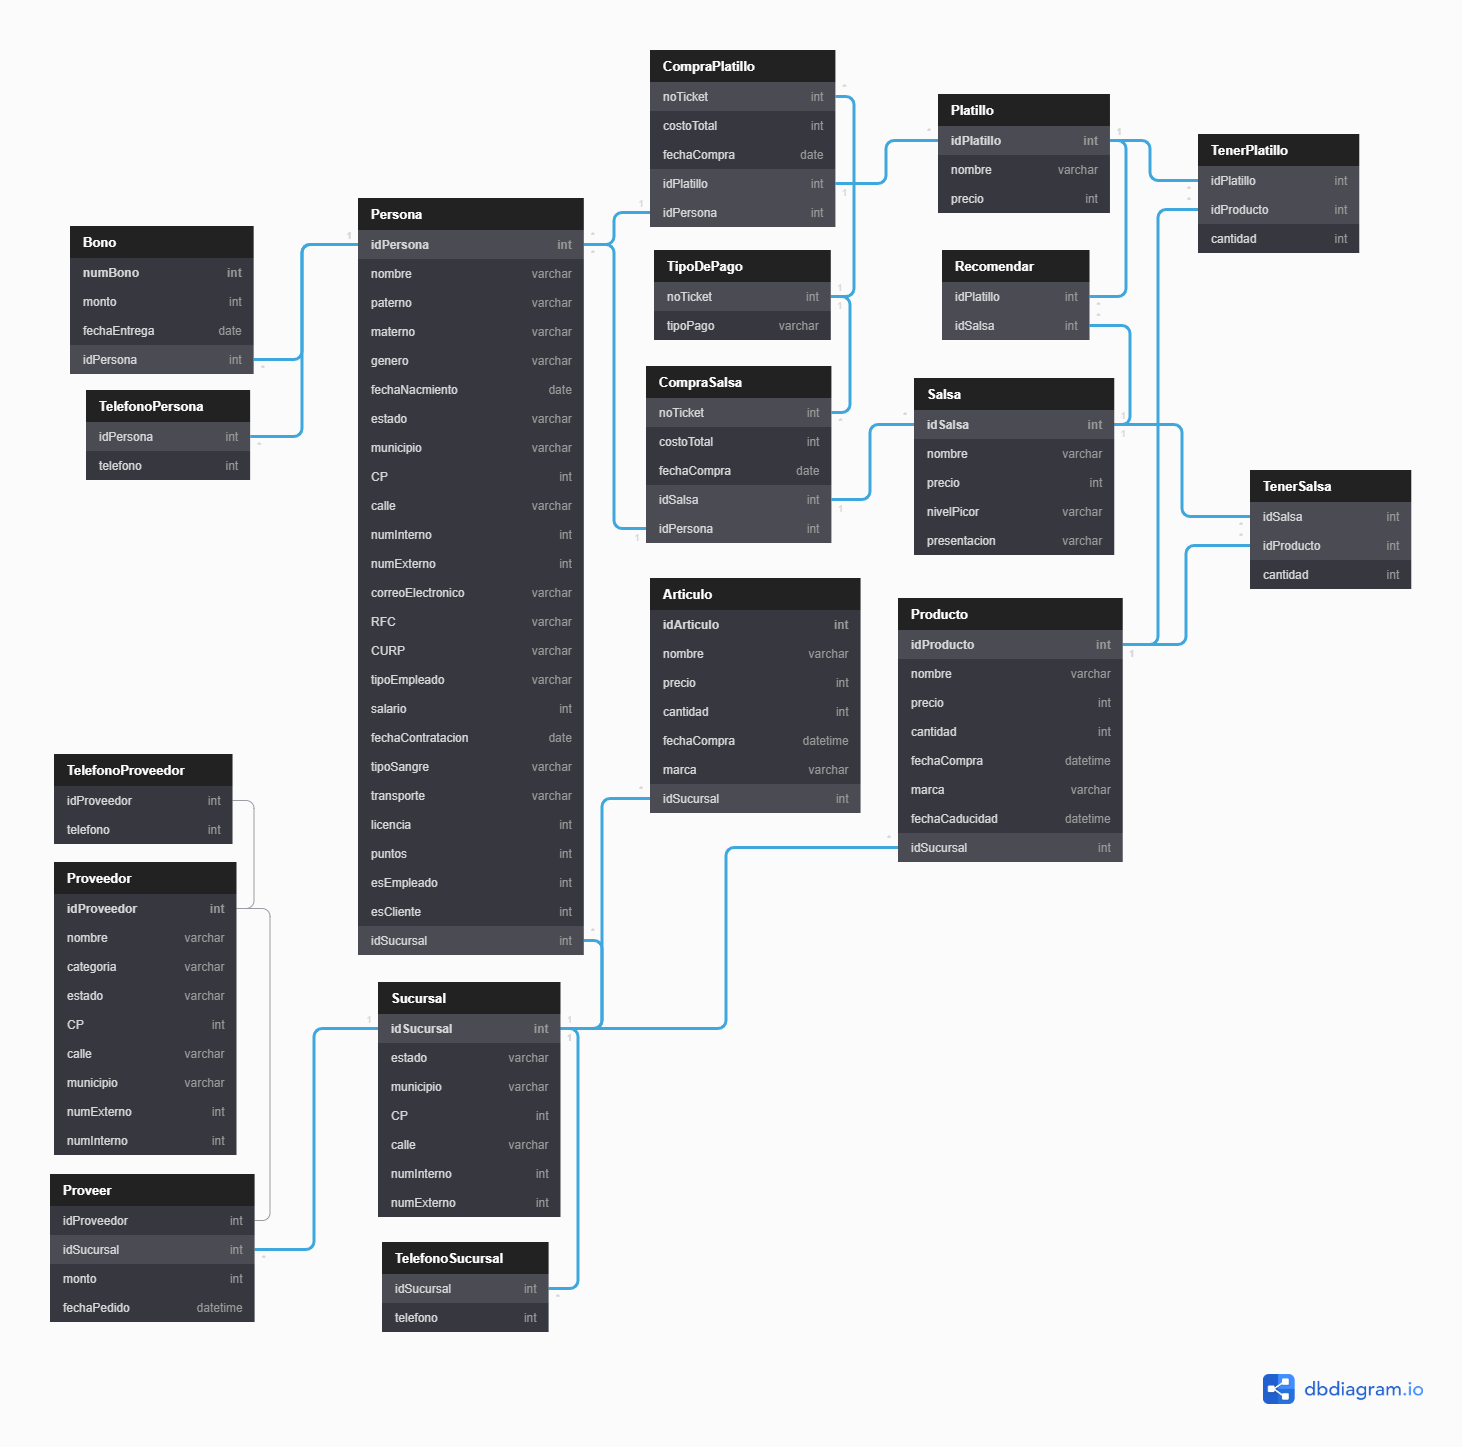 CompraPlatillo
noTicket int
costoTotal int
fechaCompra date
idPlatillo int
idPersona int
Platillo
idPlatillo int
nombre varchar
precio int
TenerPlatillo
idPlatillo int
idProducto int
cantidad int
Persona
idPersona int
nombre varchar
paterno varchar
materno varchar
genero varchar
fechaNacmiento date
estado varchar
municipio varchar
CP int
calle varchar
numInterno int
numExterno int
correoElectronico varchar
RFC varchar
CURP varchar
tipoEmpleado varchar
salario int
fechaContratacion date
tipoSangre varchar
transporte varchar
licencia int
puntos int
esEmpleado int
esCliente int
idSucursal int
Bono
numBono int
monto int
fechaEntrega date
idPersona int
TelefonoPersona
idPersona int
telefono int
TipoDePago
noTicket int
tipoPago varchar
Recomendar
idPlatillo int
idSalsa int
CompraSalsa
noTicket int
costoTotal int
fechaCompra date
idSalsa int
idPersona int
Salsa
idSalsa int
nombre varchar
precio int
nivelPicor varchar
presentacion varchar
TenerSalsa
idSalsa int
idProducto int
cantidad int
Articulo
idArticulo int
nombre varchar
precio int
cantidad int
fechaCompra datetime
marca varchar
idSucursal int
Producto
idProducto int
nombre varchar
precio int
cantidad int
fechaCompra datetime
marca varchar
fechaCaducidad datetime
idSucursal int
TelefonoProveedor
idProveedor int
telefono int
Proveedor
idProveedor int
nombre varchar
categoria varchar
estado varchar
CP int
calle varchar
municipio varchar
numExterno int
numInterno int
Sucursal
idSucursal int
estado varchar
municipio varchar
CP int
calle varchar
numInterno int
numExterno int
Proveer
idProveedor int
idSucursal int
monto int
fechaPedido datetime
TelefonoSucursal
idSucursal int
telefono int
dbdiagram.io